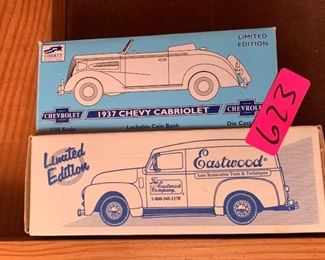 LIBERTY
LIMITED
EDITION
CHEVROLET
1937 CHEVY CABRIOLET
CHEVROLET
1/25 Scale
Lockable Coin Bank
Die Cast
623
Limited
Edition
Eastwood®
Auto Restoration Tools & Techniques
The
Eastwood
Company
1-800-345-1178